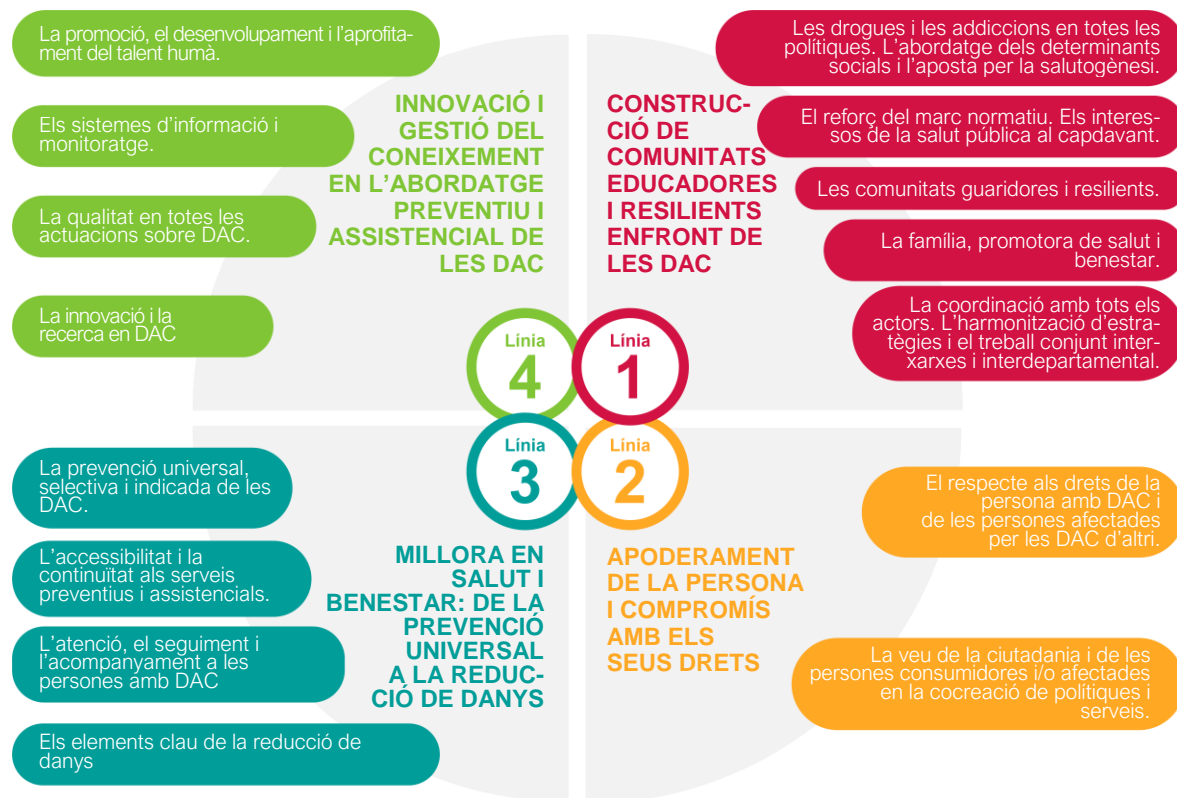 La promoció, el desenvolupament i l'aprofita-
ment del talent humà.
Els sistemes d'informació i
monitoratge.
La qualitat en totes les
actuacions sobre DAC.
La innovació i la
recerca en DAC
INNOVACIÓ I
GESTIÓ DEL
CONEIXEMENT
EN L'ABORDATGE
PREVENTIU I
ASSISTENCIAL DE
LES DAC
Línia
4
CONSTRUC-
CIÓ DE
COMUNITATS
EDUCADORES
I RESILIENTS
ENFRONT DE
LES DAC
Línia
1
Les drogues i les addiccions en totes les
polítiques. L'abordatge dels determinants
socials i l'aposta per la salutogènesi.
El reforç del marc normatiu. Els interes-
sos de la salut pública al capdavant.
Les comunitats guaridores i resilients.
La família, promotora de salut i
benestar.
La coordinació amb tots els
actors. L'harmonització d'estra-
tègies i el treball conjunt inter-
xarxes i interdepartamental.
La prevenció universal,
selectiva i indicada de les
DAC.
L'accessibilitat i la
continuïtat als serveis
preventius i assistencials.
L'atenció, el seguiment i
l'acompanyament a les
persones amb DAC
Els elements clau de la reducció de
danys
Línia
3
MILLORA EN
SALUT I
BENESTAR: DE LA
PREVENCIÓ
UNIVERSAL
A LA REDUC-
CIÓ DE DANYS
Línia
2
APODERAMENT
DE LA PERSONA
I COMPROMÍS
AMB ELS
SEUS DRETS
El respecte als drets de la
persona amb DAC i
de les persones afectades
per les DAC d'altri.
La veu de la ciutadania i de les
persones consumidores i/o afectades
en la cocreació de polítiques i
serveis.